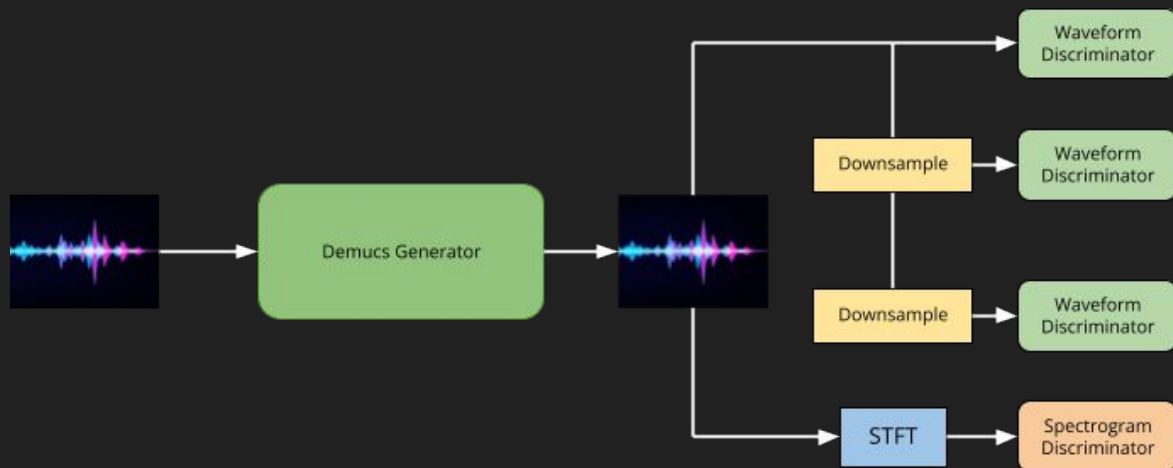 Waveform
Discriminator
Downsample
Waveform
Discriminator
Demucs Generator
Downsample
Waveform
Discriminator
STFT
Spectrogram
Discriminator